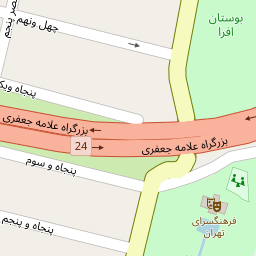 بوستان
افرا
چهل ونهم
پنجم
پنجاه ویک
بزرگراه علامه جعفری
بزرگراه علامه جعفری
24
پنجاه و سوم
فرهنگسرای
تهران
پنجاه و پنجم